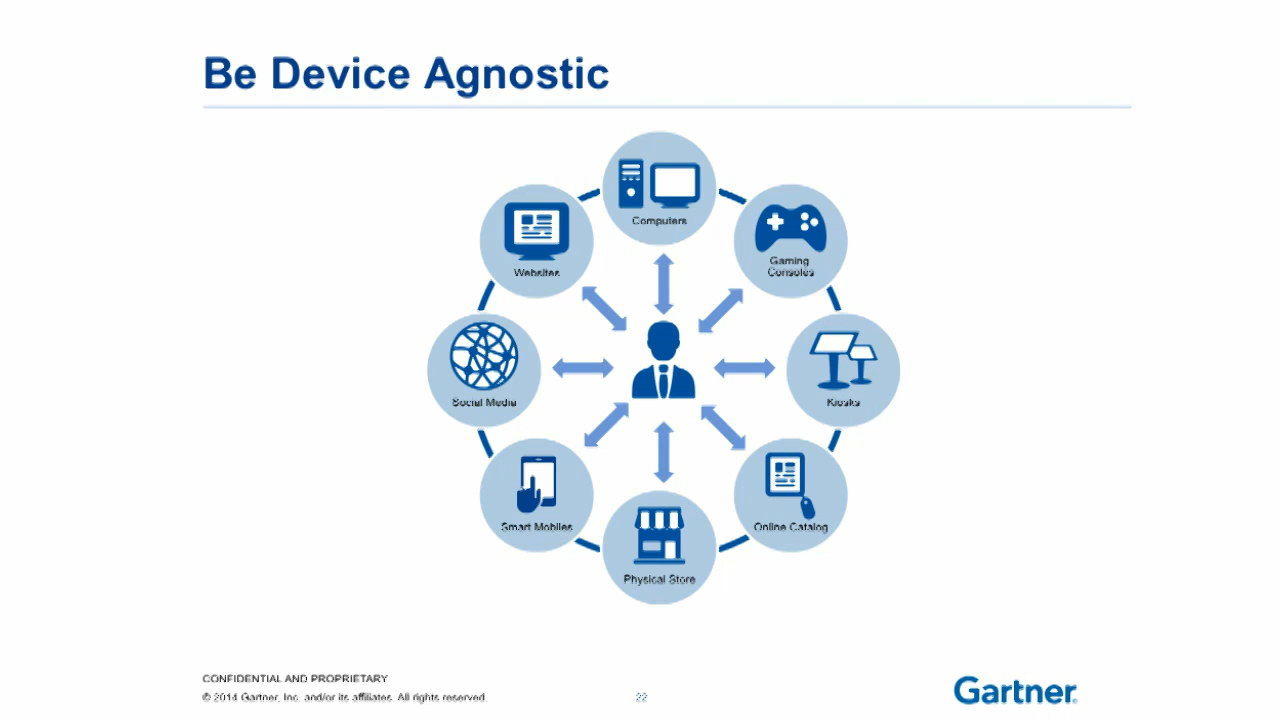 Be Device Agnostic
Computers
Websites
Gaming
Consoles
Social Media
Kiosks
Smart Mobiles
Online Catalog
Physical Store
CONFIDENTIAL AND PROPRIETARY
© 2014 Gartner, Inc. and/or its affiliates. All rights reserved.
22
Gartner.